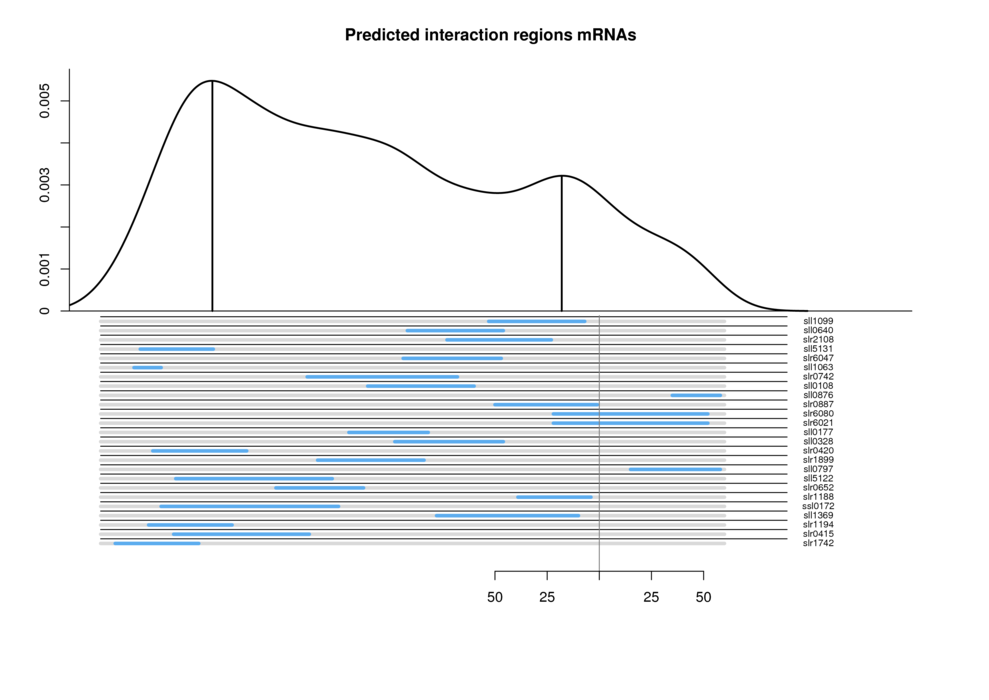 Predicted interaction regions mRNAs
0.005
0.003
0.001
0
sll1099
sll0640
slr2108
sll5131
slr6047
sll1063
slr0742
sll0108
sll0876
slr0887
slr6080
slr6021
sll0177
sll0328
slr0420
slr1899
sll0797
sll5122
slr0652
slr1188
ssl0172
sll1369
slr1194
slr0415
slr1742
50 25 25 50